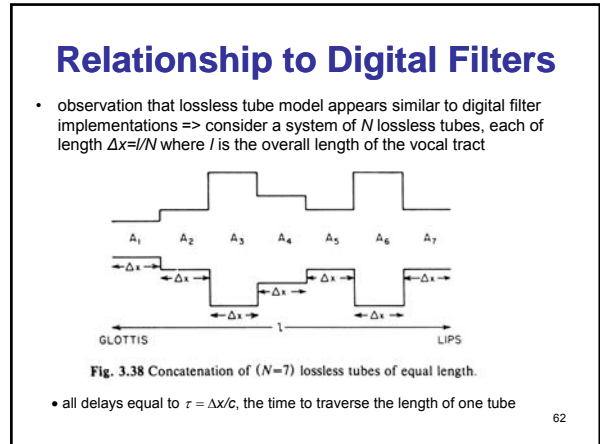 Relationship to Digital Filters
• observation that lossless tube model appears similar to digital filter
implementations => consider a system of N lossless tubes, each of
length Δx=l/N where l is the overall length of the vocal tract
A₁ A₂ A₃ A₄ A₅ A₆ A₇
Δx Δx Δx Δx Δx Δx Δx
l
GLOTTIS LIPS
Fig. 3.38 Concatenation of (N=7) lossless tubes of equal length.
• all delays equal to τ = Δx/c, the time to traverse the length of one tube
62